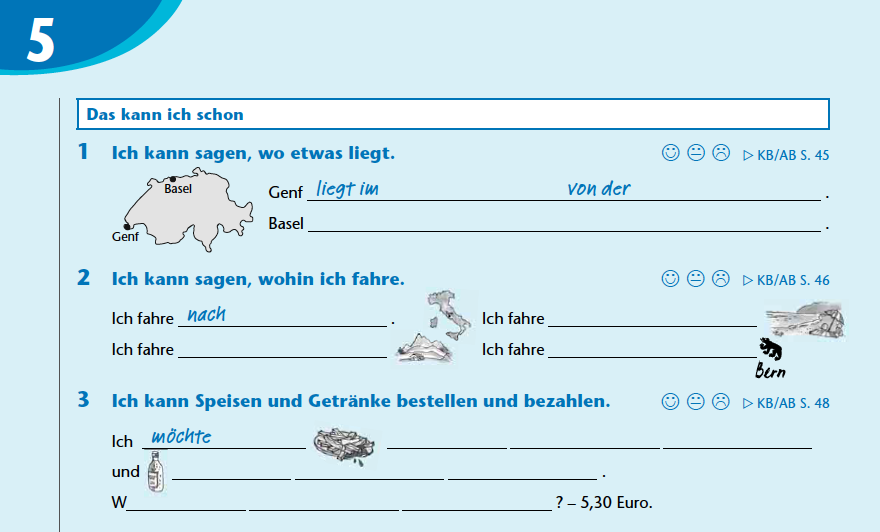 5
Das kann ich schon
1 Ich kann sagen, wo etwas liegt. ▷ KB/AB S. 45
Basel
Genf
Genf liegt im von der .
Basel .
2 Ich kann sagen, wohin ich fahre. ▷ KB/AB S. 46
Ich fahre nach . Ich fahre
Ich fahre Ich fahre
Bern
3 Ich kann Speisen und Getränke bestellen und bezahlen. ▷ KB/AB S. 48
Ich möchte
und .
W ? – 5,30 Euro.